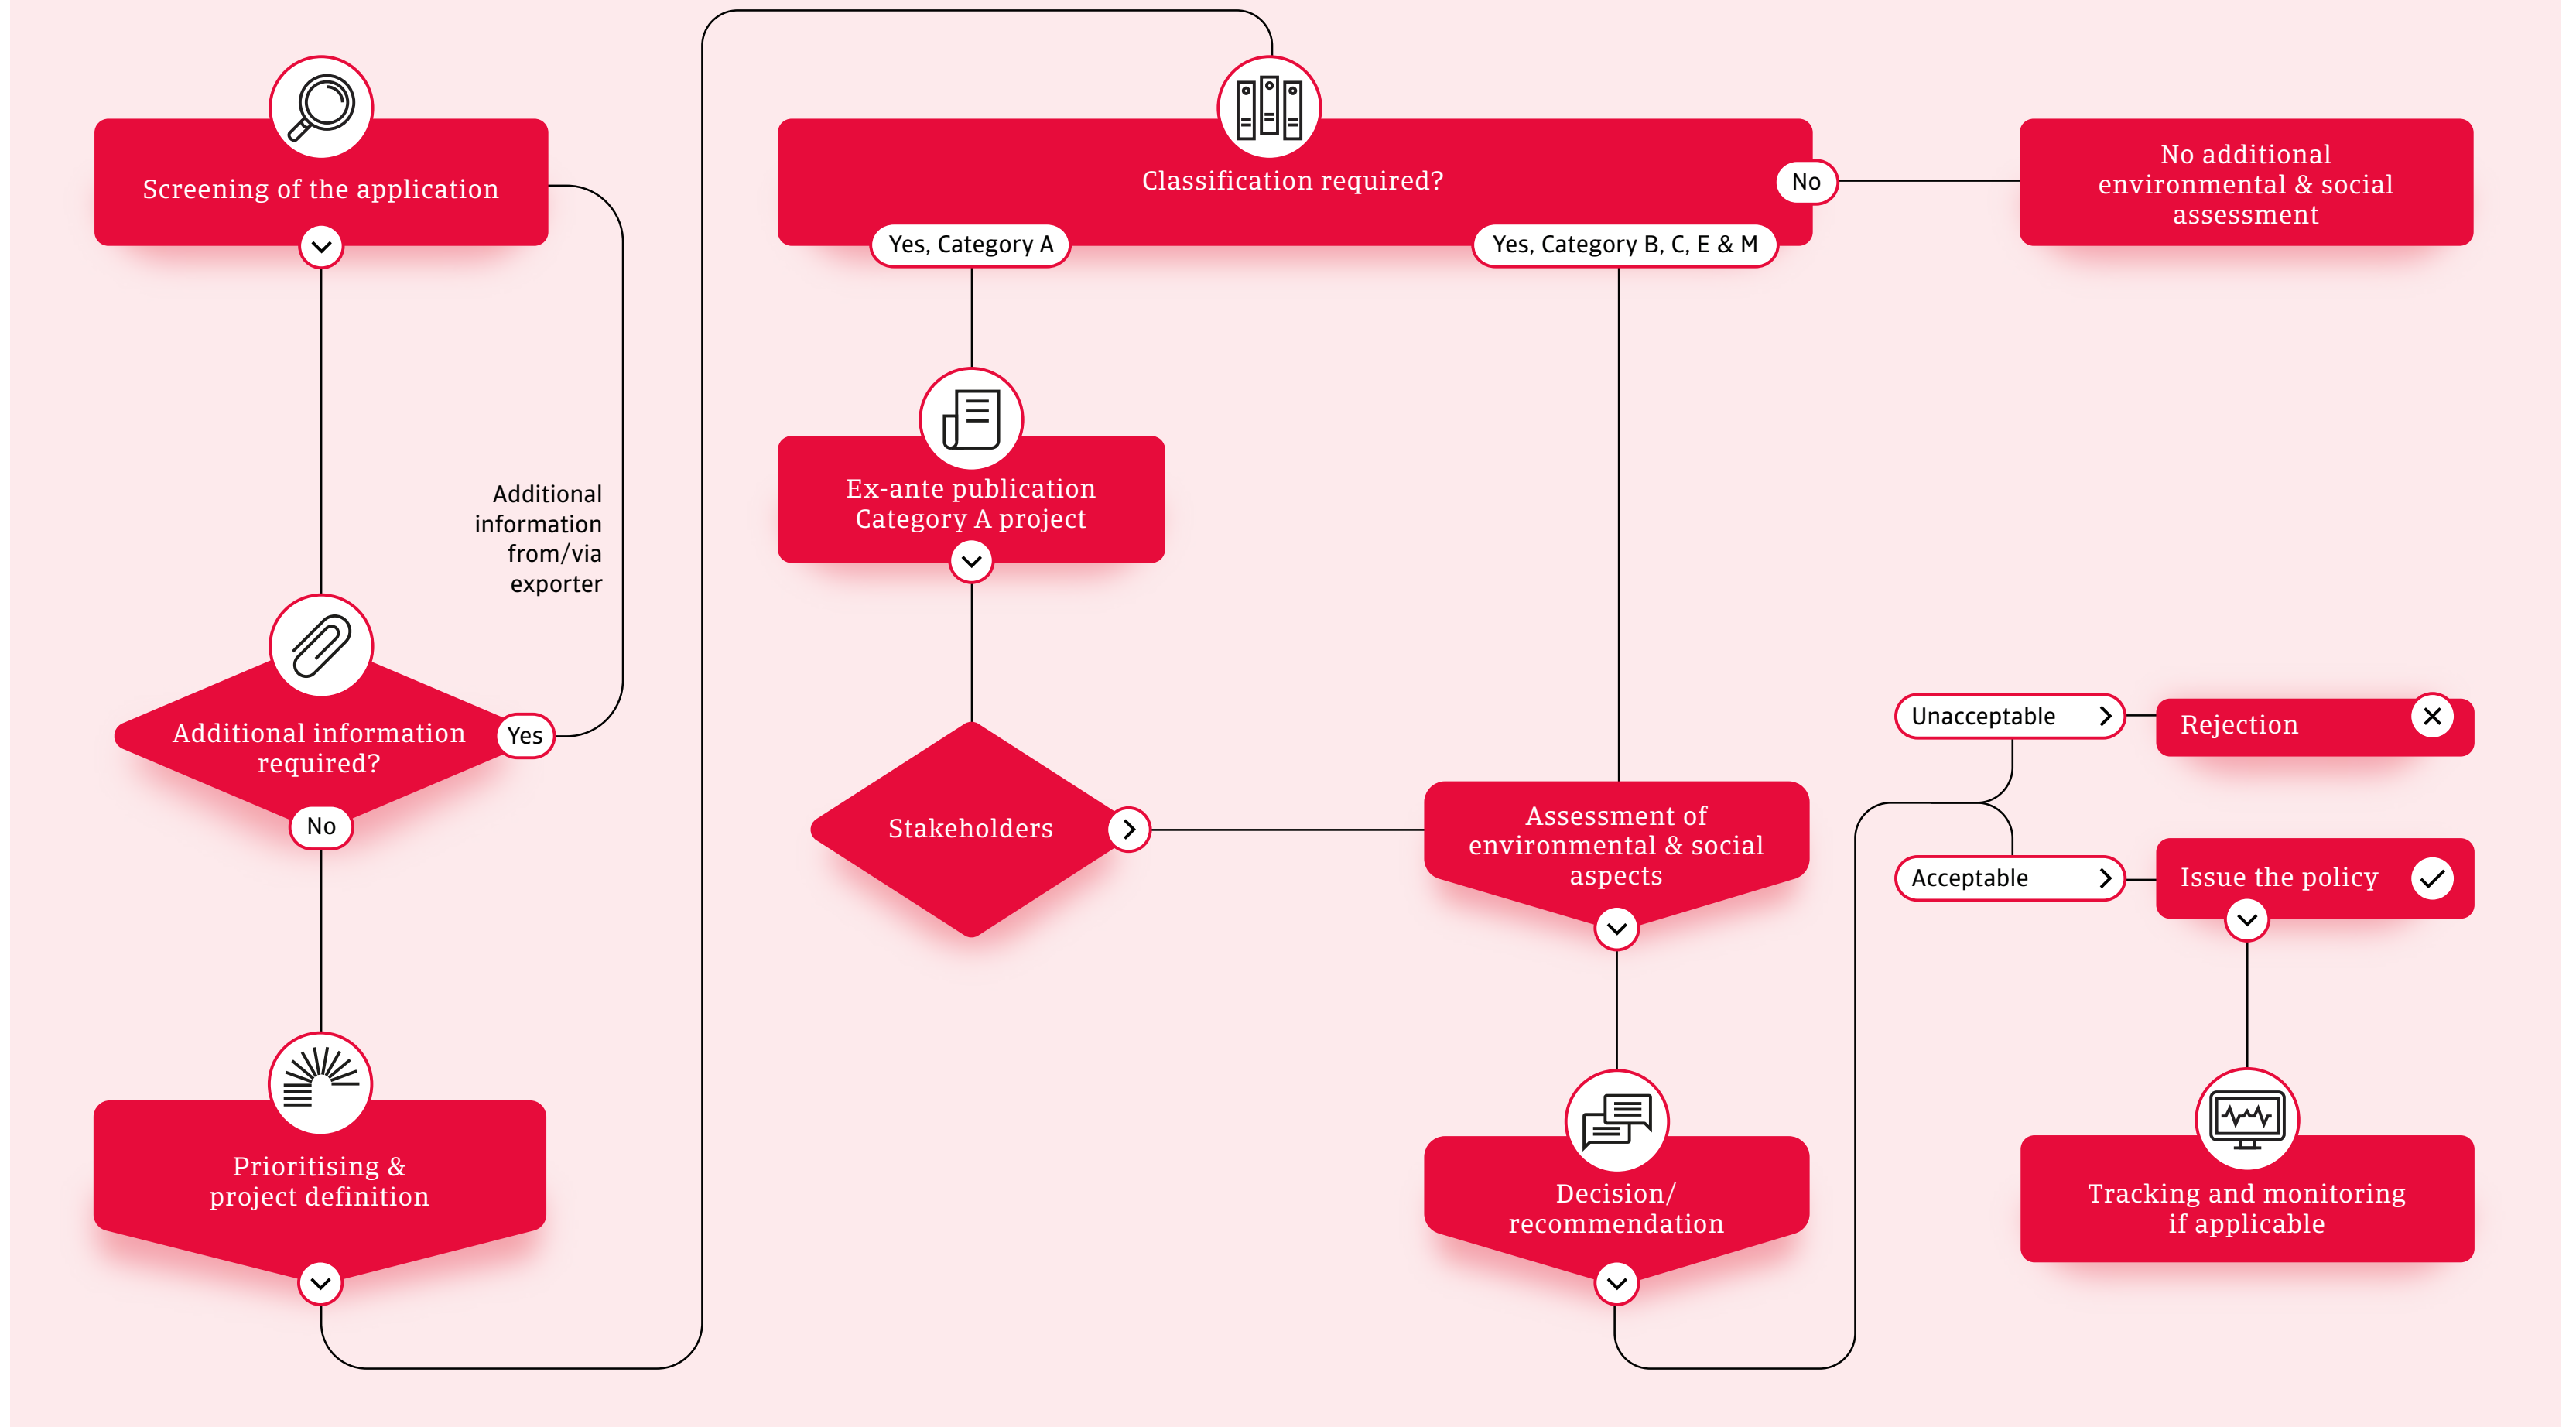 Screening of the application
Additional
information
from/via
exporter
Additional information
required?
Yes
No
Prioritising &
project definition
Classification required?
No
Yes, Category A
Yes, Category B, C, E & M
No additional
environmental & social
assessment
Ex-ante publication
Category A project
Stakeholders
Assessment of
environmental & social
aspects
Decision/
recommendation
Unacceptable
Rejection
Acceptable
Issue the policy
Tracking and monitoring
if applicable